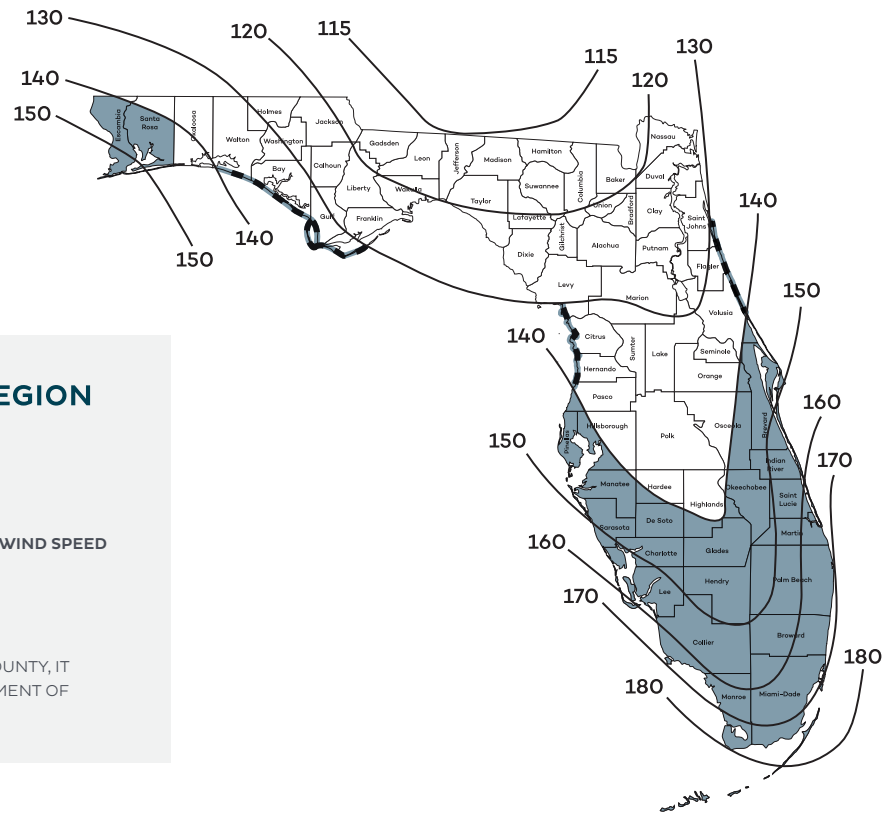 130
120
115
115
130
120
140
150
150
140
140
150
140
150
160
170
150
160
170
180
180
Escambia
Santa
Rosa
Okaloosa
Walton
Holmes
Washington
Jackson
Bay
Calhoun
Gulf
Liberty
Gadsden
Franklin
Leon
Wakulla
Jefferson
Madison
Taylor
Hamilton
Suwannee
Lafayette
Dixie
Columbia
Gilchrist
Levy
Baker
Union
Bradford
Alachua
Nassau
Duval
Clay
Saint
Johns
Putnam
Flagler
Marion
Volusia
Citrus
Sumter
Lake
Seminole
Hernando
Orange
Pasco
Pinellas
Hillsborough
Polk
Osceola
Brevard
Indian
River
Manatee
Hardee
Highlands
Okeechobee
Saint
Lucie
Sarasota
De Soto
Martin
Charlotte
Glades
Lee
Hendry
Palm Beach
Collier
Broward
Monroe
Miami-Dade
EGION
WIND SPEED
OUNTY, IT
MENT OF